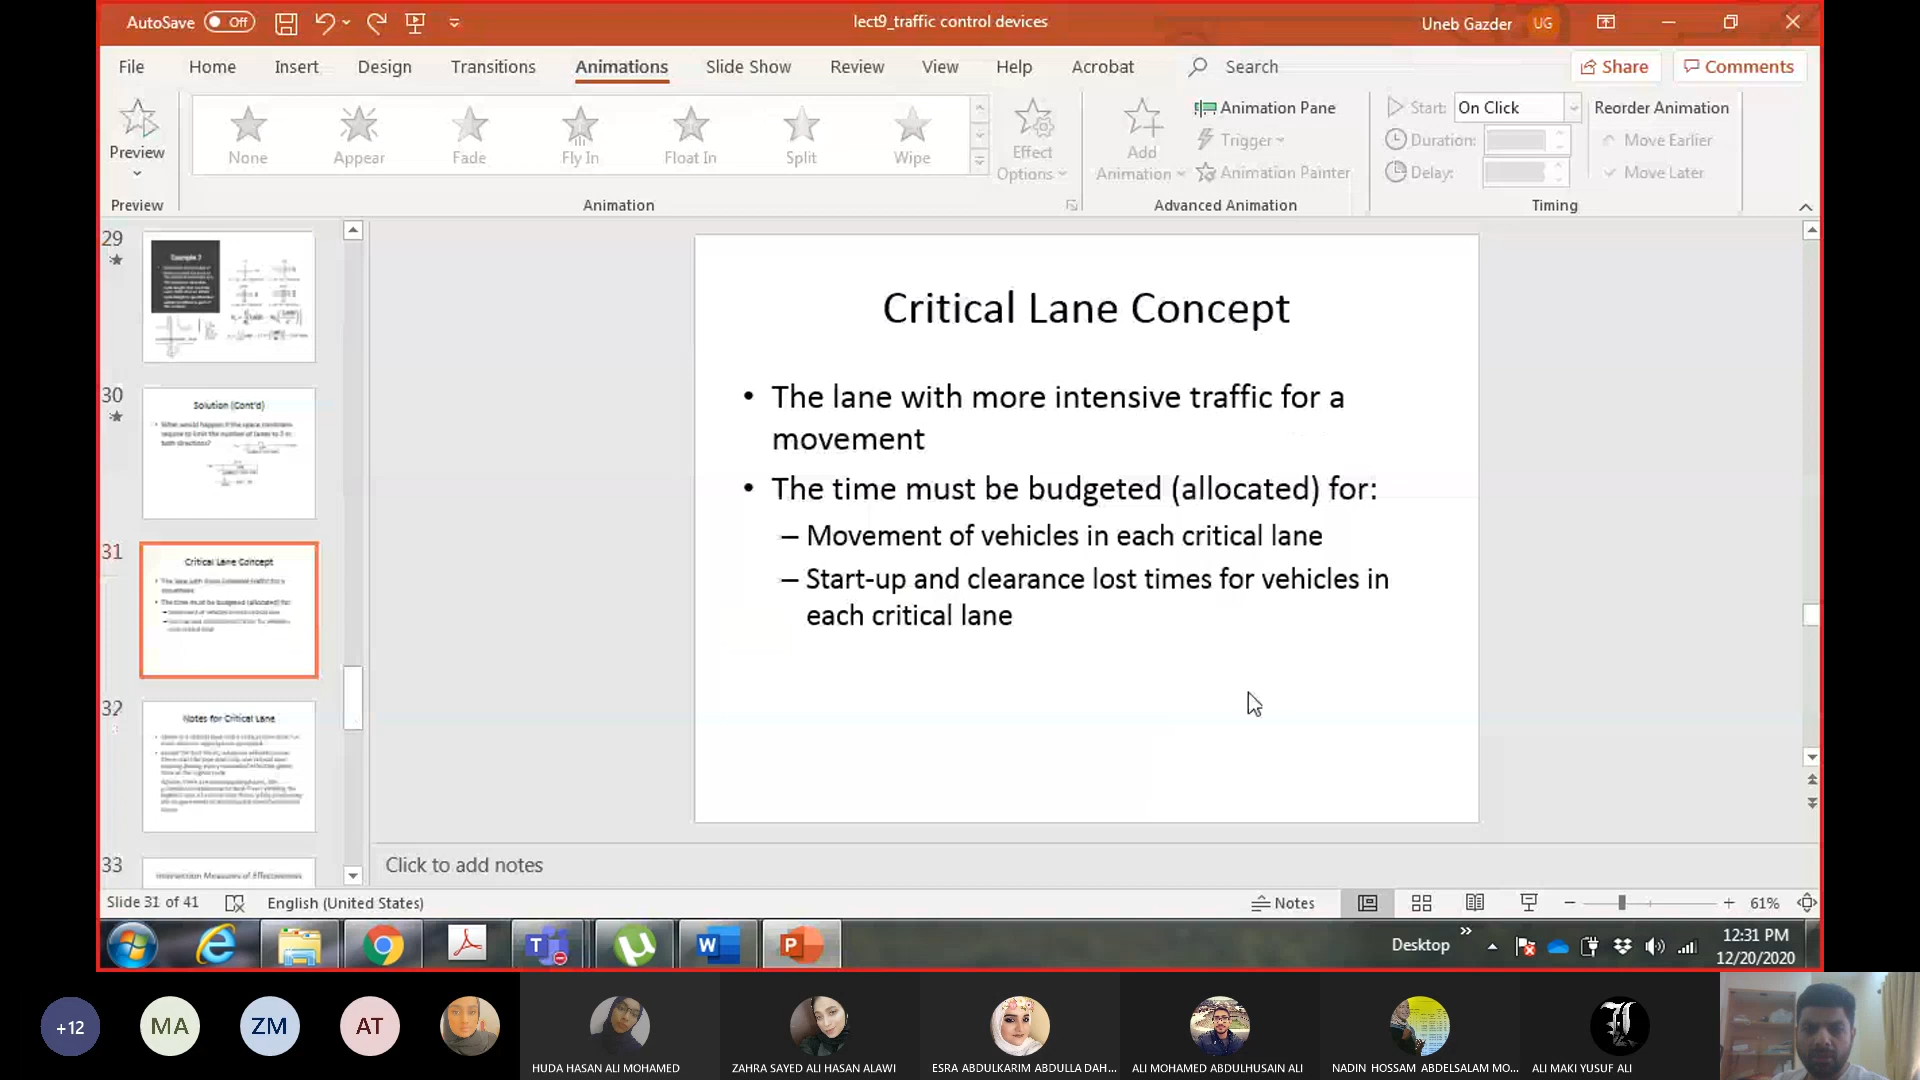 AutoSave Off
lect9_traffic control devices
Uneb Gazder UG
File Home Insert Design Transitions Animations Slide Show Review View Help Acrobat Search Share Comments
Preview
None Appear Fade Fly In Float In Split Wipe
Effect
Options
Add
Animation
Animation Pane
Trigger
Animation Painter
Start: On Click
Duration:
Delay:
Reorder Animation
Move Earlier
Move Later
Preview Animation Advanced Animation Timing
29
30
Solution (Cont'd)
31
Critical Lane Concept
32
Notes for Critical Lane
33
Intersection Measures of Effectiveness
Critical Lane Concept
• The lane with more intensive traffic for a
movement
• The time must be budgeted (allocated) for:
– Movement of vehicles in each critical lane
– Start-up and clearance lost times for vehicles in
each critical lane
Click to add notes
Slide 31 of 41 English (United States) Notes 61%
Desktop
12:31 PM
12/20/2020
+12 MA ZM AT
HUDA HASAN ALI MOHAMED
ZAHRA SAYED ALI HASAN ALAWI
ESRA ABDULKARIM ABDULLA DAH...
ALI MOHAMED ABDULHUSAIN ALI
NADIN HOSSAM ABDELSALAM MO...
ALI MAKI YUSUF ALI